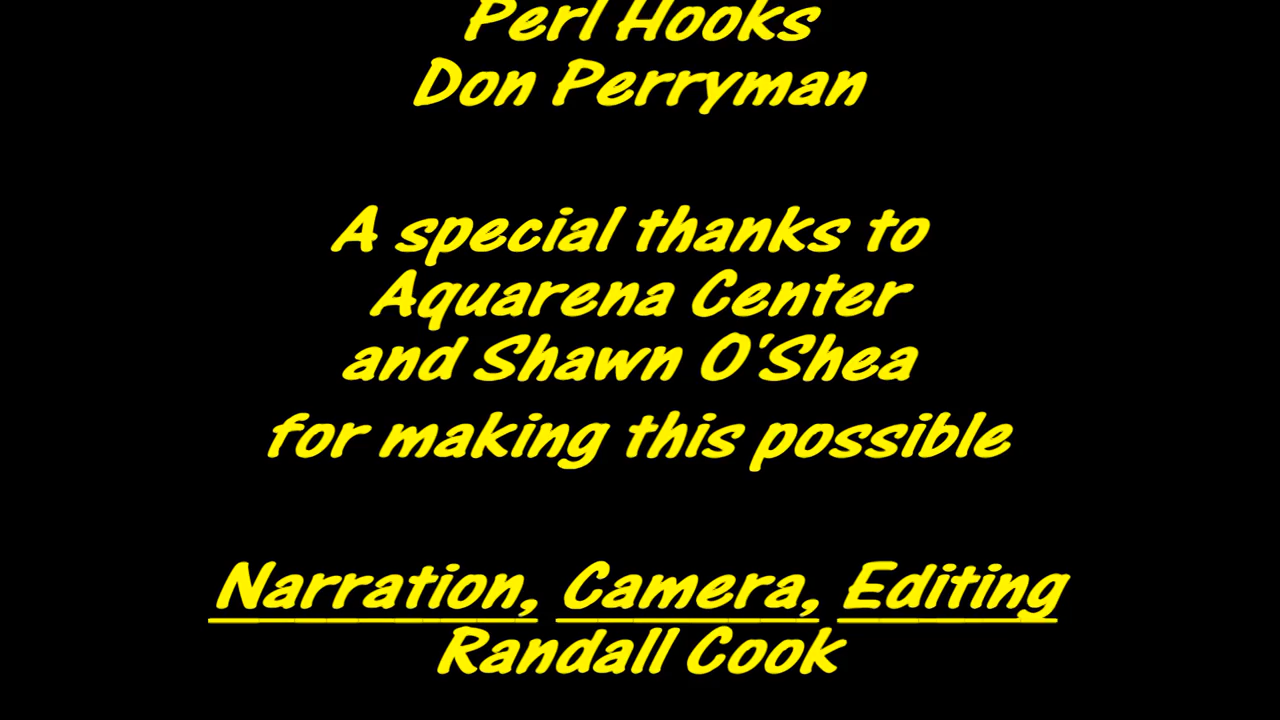 Perl Hooks
Don Perryman
A special thanks to
Aquarena Center
and Shawn O'Shea
for making this possible
Narration, Camera, Editing
Randall Cook